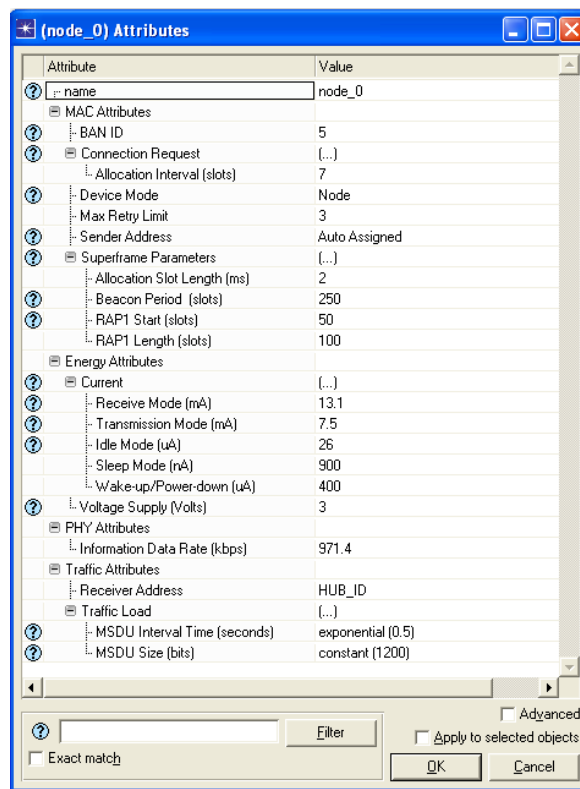 (node_0) Attributes
Attribute Value
name node_0
MAC Attributes
BAN ID 5
Connection Request (...)
Allocation Interval (slots) 7
Device Mode Node
Max Retry Limit 3
Sender Address Auto Assigned
Superframe Parameters (...)
Allocation Slot Length (ms) 2
Beacon Period (slots) 250
RAP1 Start (slots) 50
RAP1 Length (slots) 100
Energy Attributes
Current (...)
Receive Mode (mA) 13.1
Transmission Mode (mA) 7.5
Idle Mode (uA) 26
Sleep Mode (nA) 900
Wake-up/Power-down (uA) 400
Voltage Supply (Volts) 3
PHY Attributes
Information Data Rate (kbps) 971.4
Traffic Attributes
Receiver Address HUB_ID
Traffic Load (...)
MSDU Interval Time (seconds) exponential (0.5)
MSDU Size (bits) constant (1200)
Advanced
Filter Apply to selected objects
Exact match OK Cancel